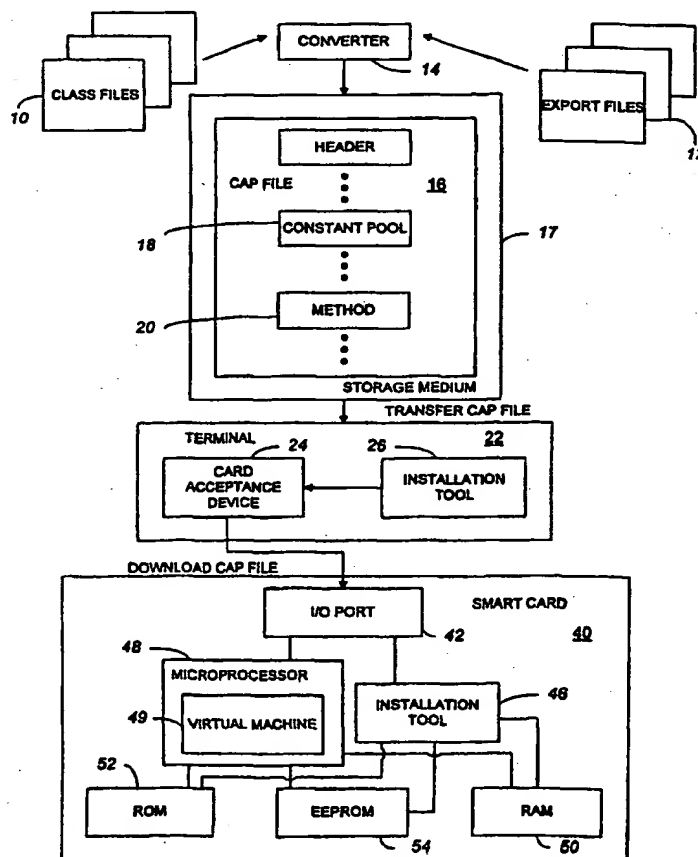 CONVERTER
14
CLASS FILES
10
EXPORT FILES
HEADER
CAP FILE
16
CONSTANT POOL
18
17
METHOD
20
STORAGE MEDIUM
TRANSFER CAP FILE
TERMINAL
24
26
22
CARD
ACCEPTANCE
DEVICE
INSTALLATION
TOOL
DOWNLOAD CAP FILE
I/O PORT
SMART CARD
42
40
48
MICROPROCESSOR
49
VIRTUAL MACHINE
INSTALLATION
TOOL
46
52
ROM
EEPROM
RAM
54
50